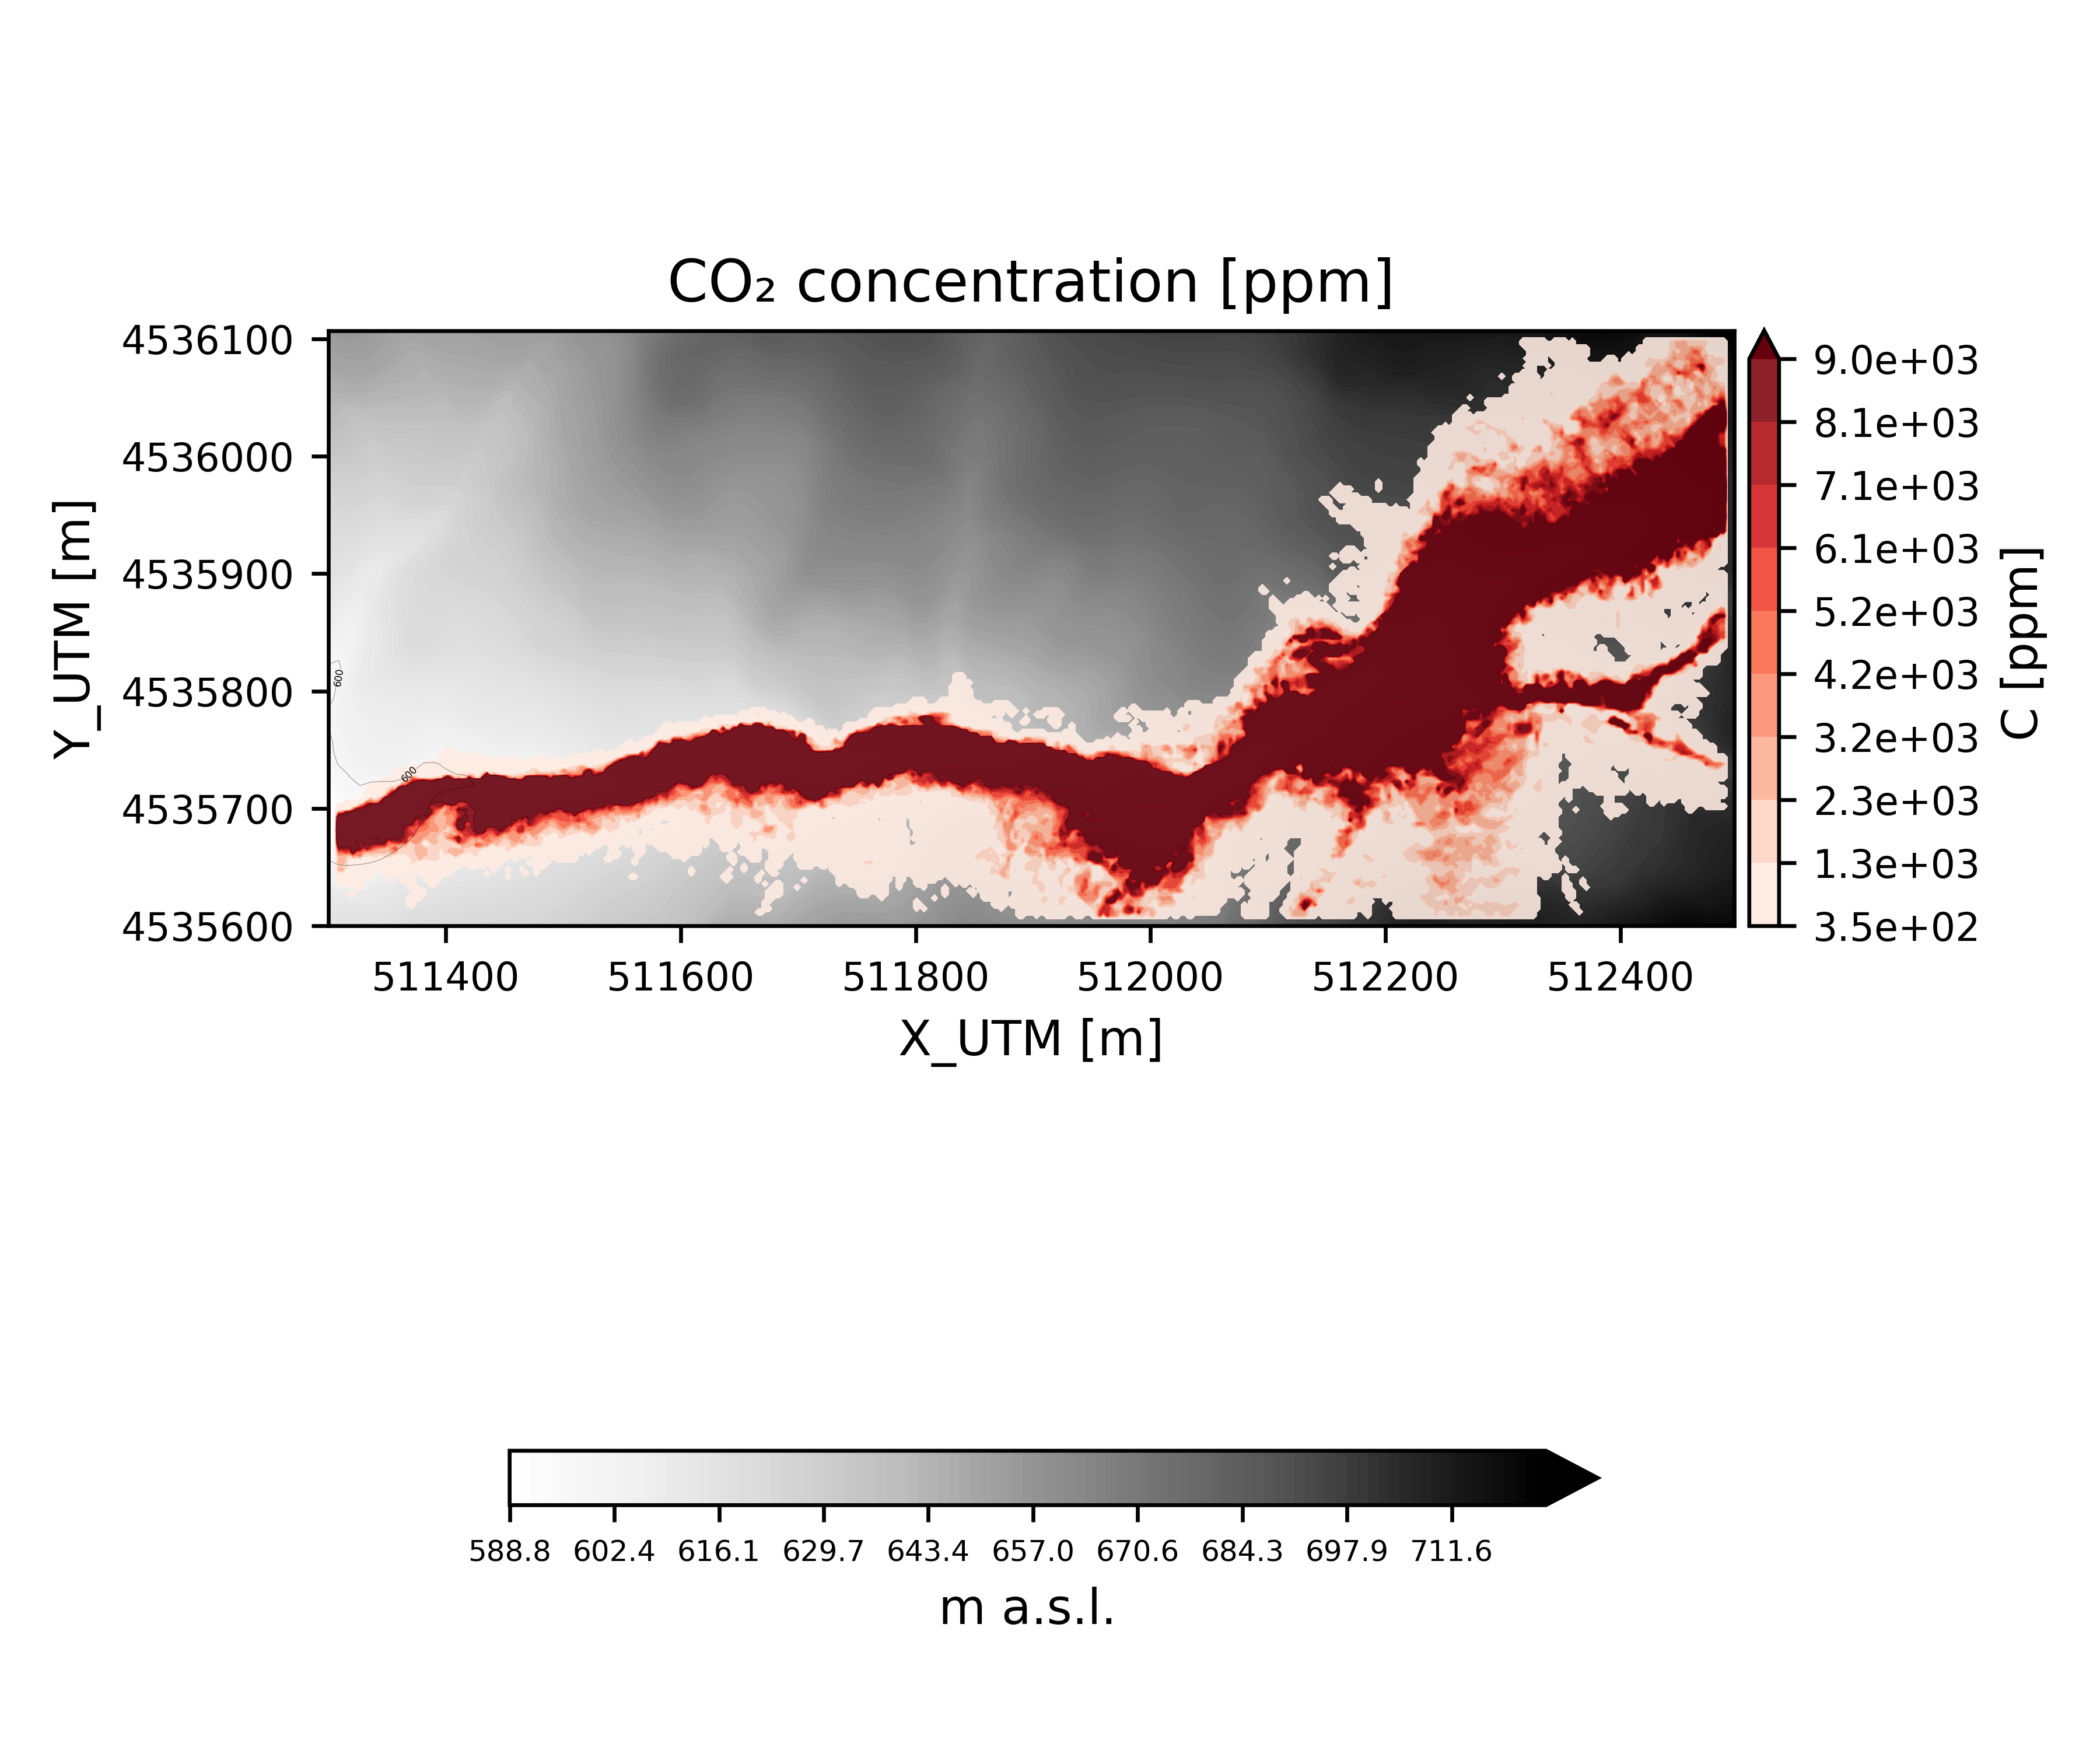 CO₂ concentration [ppm]
Y_UTM [m]
4536100
4536000
4535900
4535800
4535700
4535600
600
600
511400 511600 511800 512000 512200 512400
X_UTM [m]
9.0e+03
8.1e+03
7.1e+03
6.1e+03
5.2e+03
4.2e+03
3.2e+03
2.3e+03
1.3e+03
3.5e+02
C [ppm]
588.8 602.4 616.1 629.7 643.4 657.0 670.6 684.3 697.9 711.6
m a.s.l.